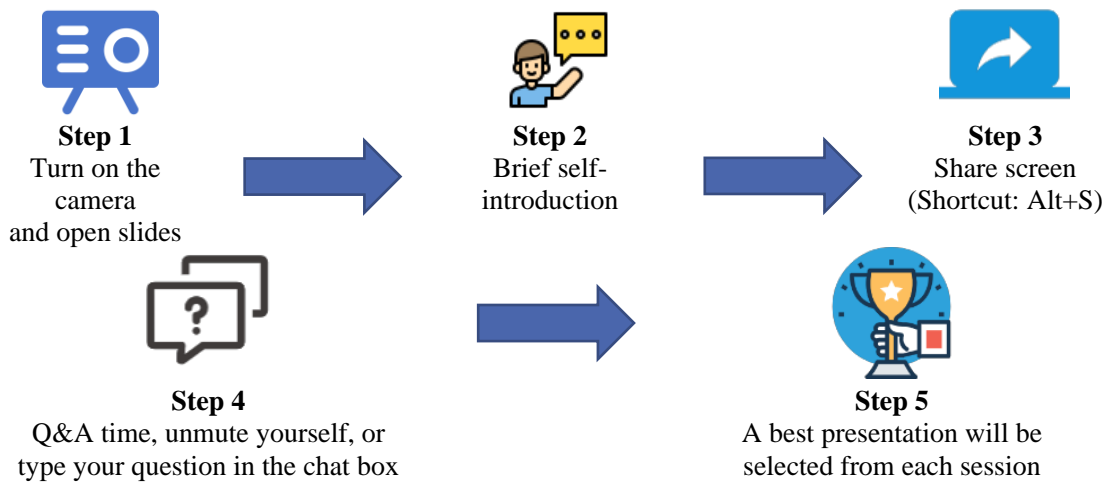 Step 1
Turn on the
camera
and open slides
Step 2
Brief self-
introduction
Step 3
Share screen
(Shortcut: Alt+S)
?
Step 4
Q&A time, unmute yourself, or
type your question in the chat box
Step 5
A best presentation will be
selected from each session